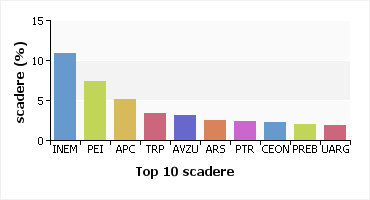 scadere (%)
15
10
5
0
INEM PEI APC TRP AVZU ARS PTR CEON PREB UARG
Top 10 scadere